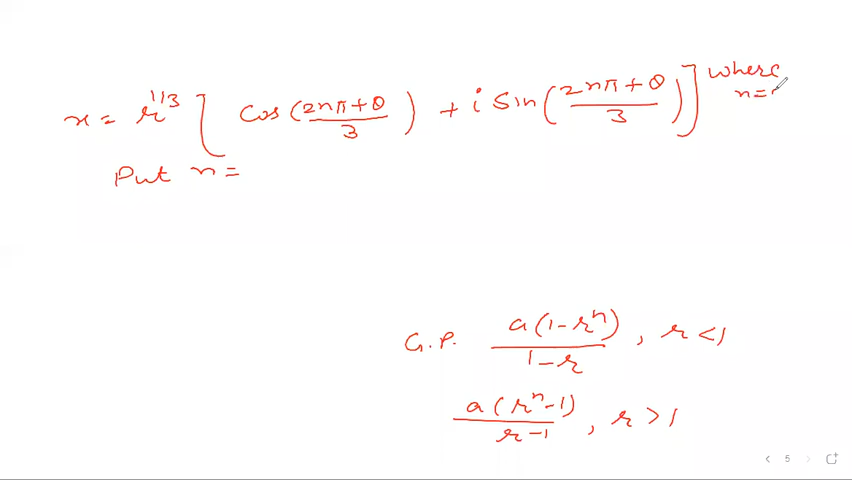 x = r^{1/3} [ Cos ( (2nπ+θ)/3 ) + i Sin ( (2nπ+θ)/3 ) ] where
n=
Put n =
G.P. a(1-r^n)/(1-r) , r <1
a(r^n-1)/(r-1) , r >1
5